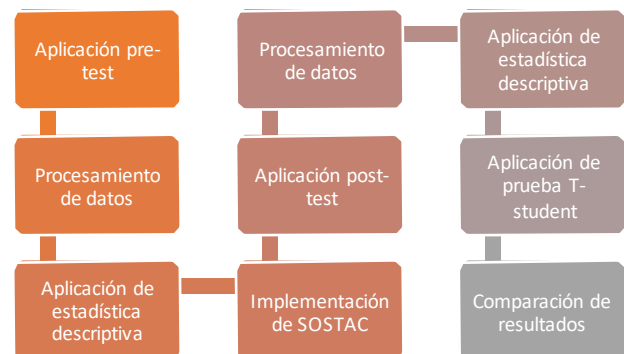 Aplicación pre-
test
Procesamiento
de datos
Aplicación de
estadística
descriptiva
Implementación
de SOSTAC
Aplicación post-
test
Procesamiento
de datos
Aplicación de
estadística
descriptiva
Aplicación de
prueba T-
student
Comparación de
resultados